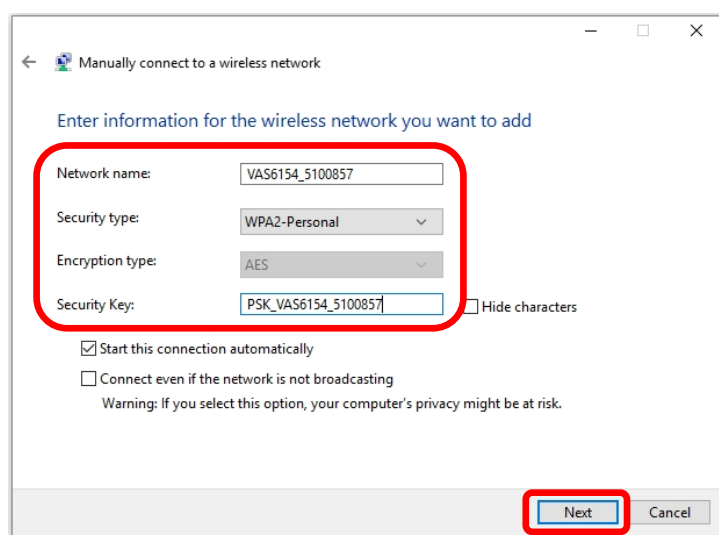 Manually connect to a wireless network
Enter information for the wireless network you want to add
Network name: VAS6154_5100857
Security type: WPA2-Personal
Encryption type: AES
Security Key: PSK_VAS6154_5100857
Hide characters
Start this connection automatically
Connect even if the network is not broadcasting
Warning: If you select this option, your computer's privacy might be at risk.
Next Cancel